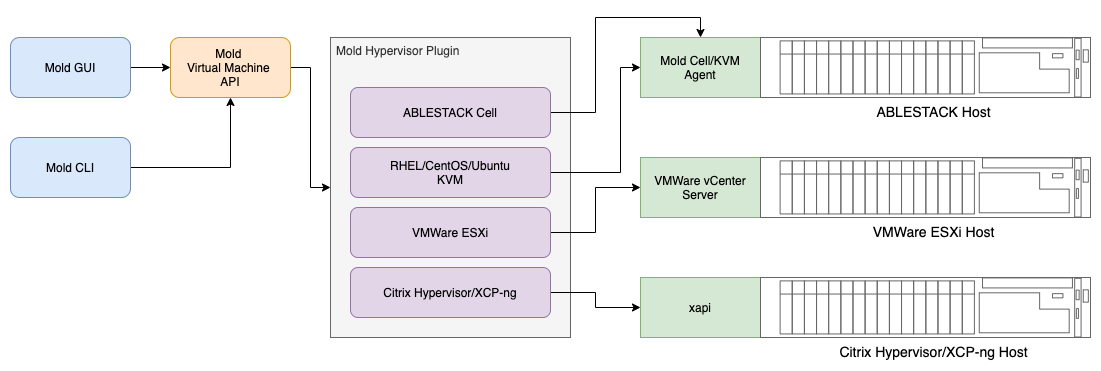 Mold GUI
Mold
Virtual Machine
API
Mold CLI
Mold Hypervisor Plugin
ABLESTACK Cell
RHEL/CentOS/Ubuntu
KVM
VMWare ESXi
Citrix Hypervisor/XCP-ng
Mold Cell/KVM
Agent
ABLESTACK Host
VMWare vCenter
Server
VMWare ESXi Host
xapi
Citrix Hypervisor/XCP-ng Host